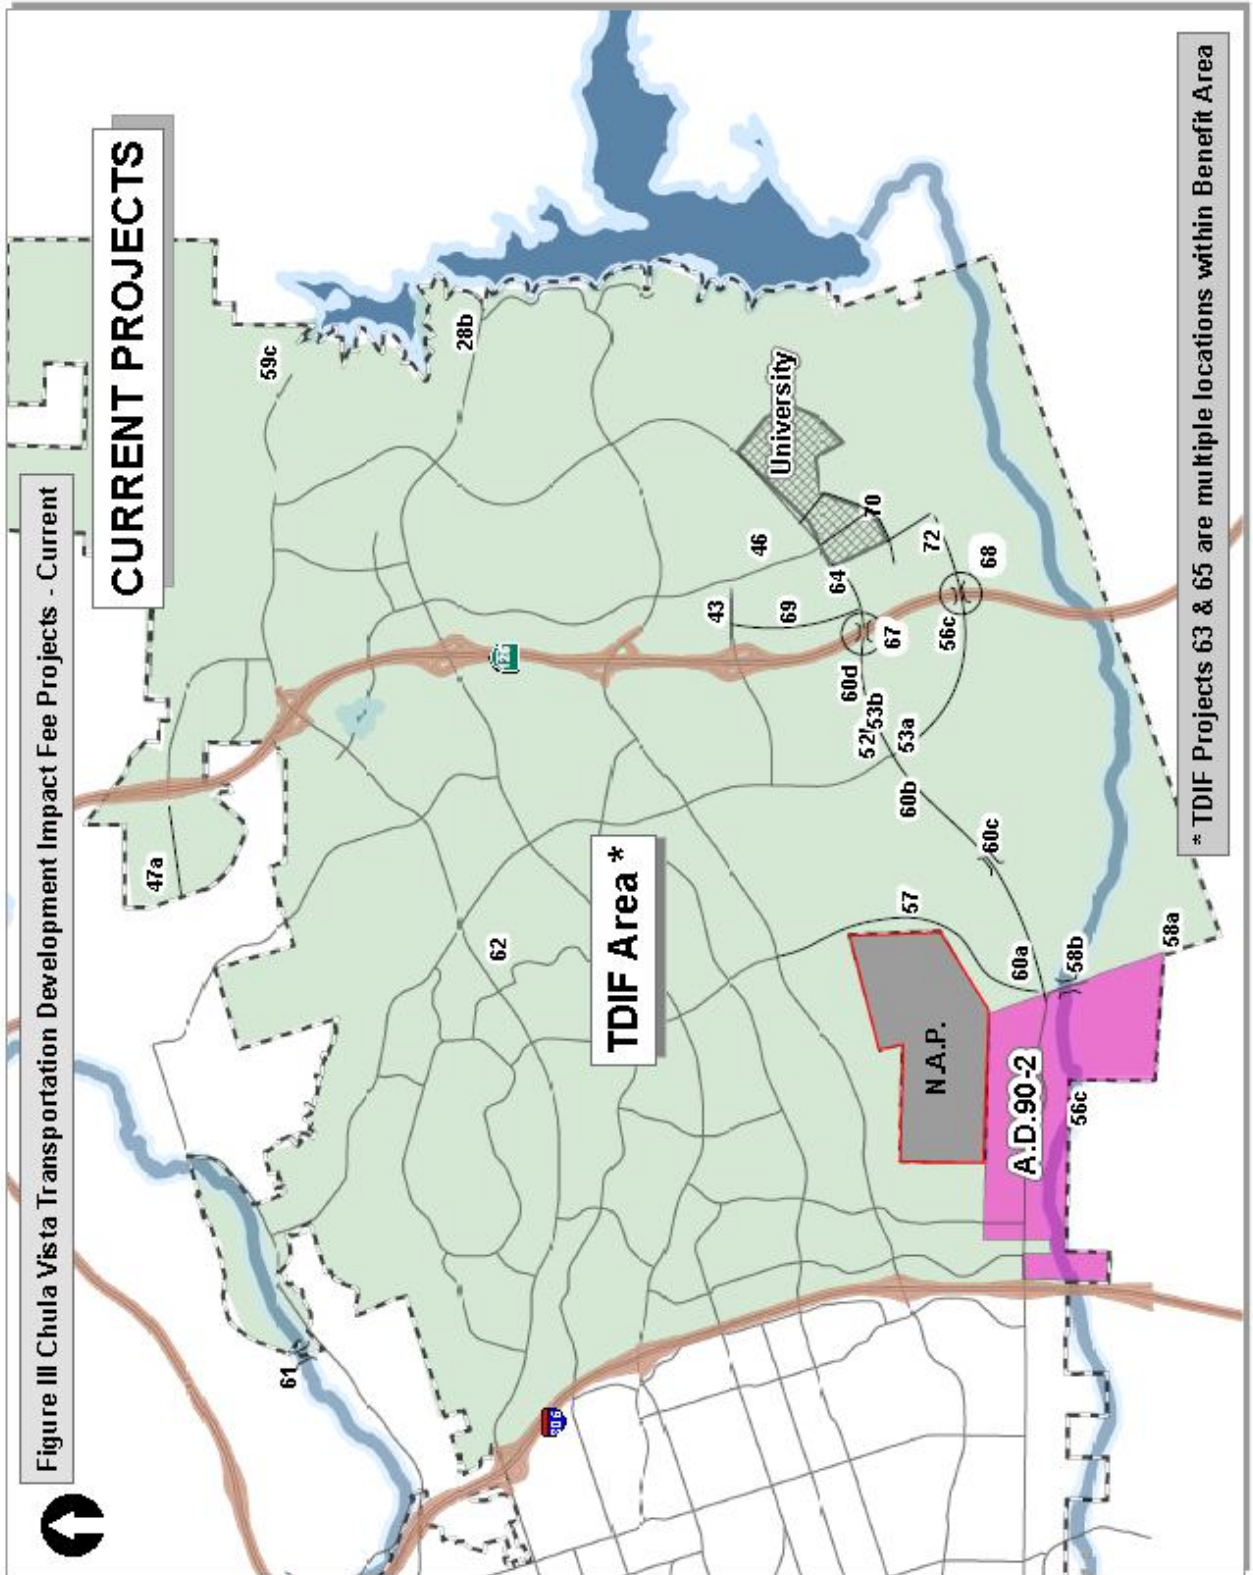 Figure III Chula Vista Transportation Development Impact Fee Projects - Current
CURRENT PROJECTS
47a
59c
61
28b
125
62
805
TDIF Area *
University
46
43
69
64
70
72
67
68
60d
56c
52/53b
53a
60b
60c
57
N.A.P.
60a
58b
58a
A.D.90-2
56c
* TDIF Projects 63 & 65 are multiple locations within Benefit Area